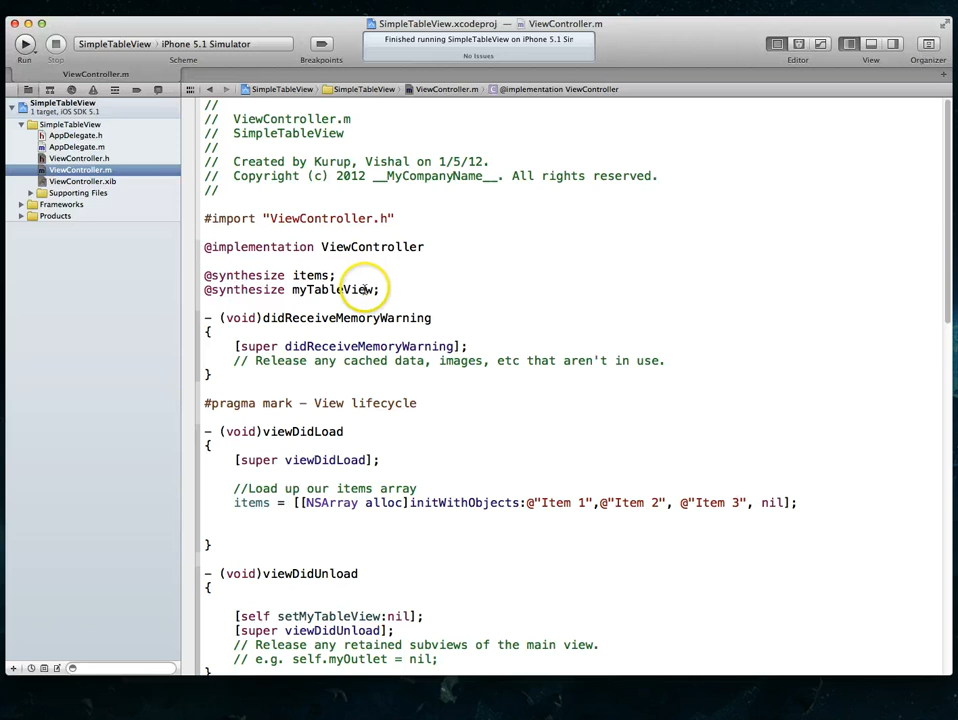 SimpleTableView.xcodeproj — ViewController.m
SimpleTableView 〉 iPhone 5.1 Simulator
Finished running SimpleTableView on iPhone 5.1 Sir
No Issues
Run
Stop
Scheme
Breakpoints
Editor
View
Organizer
ViewController.m
SimpleTableView
1 target, iOS SDK 5.1
SimpleTableView
AppDelegate.h
AppDelegate.m
ViewController.h
ViewController.m
ViewController.xib
Supporting Files
Frameworks
Products
SimpleTableView 〉 SimpleTableView 〉 ViewController.m 〉 @implementation ViewController
//
//  ViewController.m
//  SimpleTableView
//
//  Created by Kurup, Vishal on 1/5/12.
//  Copyright (c) 2012 __MyCompanyName__. All rights reserved.
//
#import "ViewController.h"
@implementation ViewController
@synthesize items;
@synthesize myTableView;
- (void)didReceiveMemoryWarning
{
[super didReceiveMemoryWarning];
// Release any cached data, images, etc that aren't in use.
}
#pragma mark - View lifecycle
- (void)viewDidLoad
{
[super viewDidLoad];
//Load up our items array
items = [[NSArray alloc]initWithObjects:@"Item 1",@"Item 2", @"Item 3", nil];
}
- (void)viewDidUnload
{
[self setMyTableView:nil];
[super viewDidUnload];
// Release any retained subviews of the main view.
// e.g. self.myOutlet = nil;
}